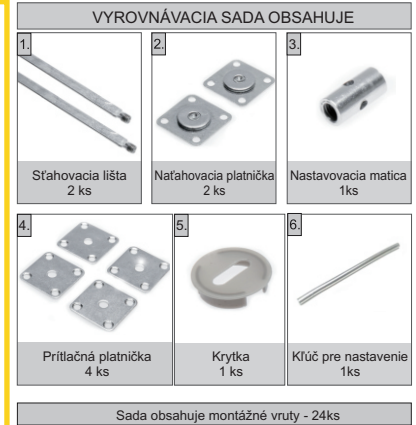 VYROVNÁVACIA SADA OBSAHUJE
1.
2.
3.
Sťahovacia lišta
2 ks
Naťahovacia platnička
2 ks
Nastavovacia matica
1ks
4.
5.
6.
Prítlačná platnička
4 ks
Krytka
1 ks
Kľúč pre nastavenie
1ks
Sada obsahuje montážné vruty - 24ks